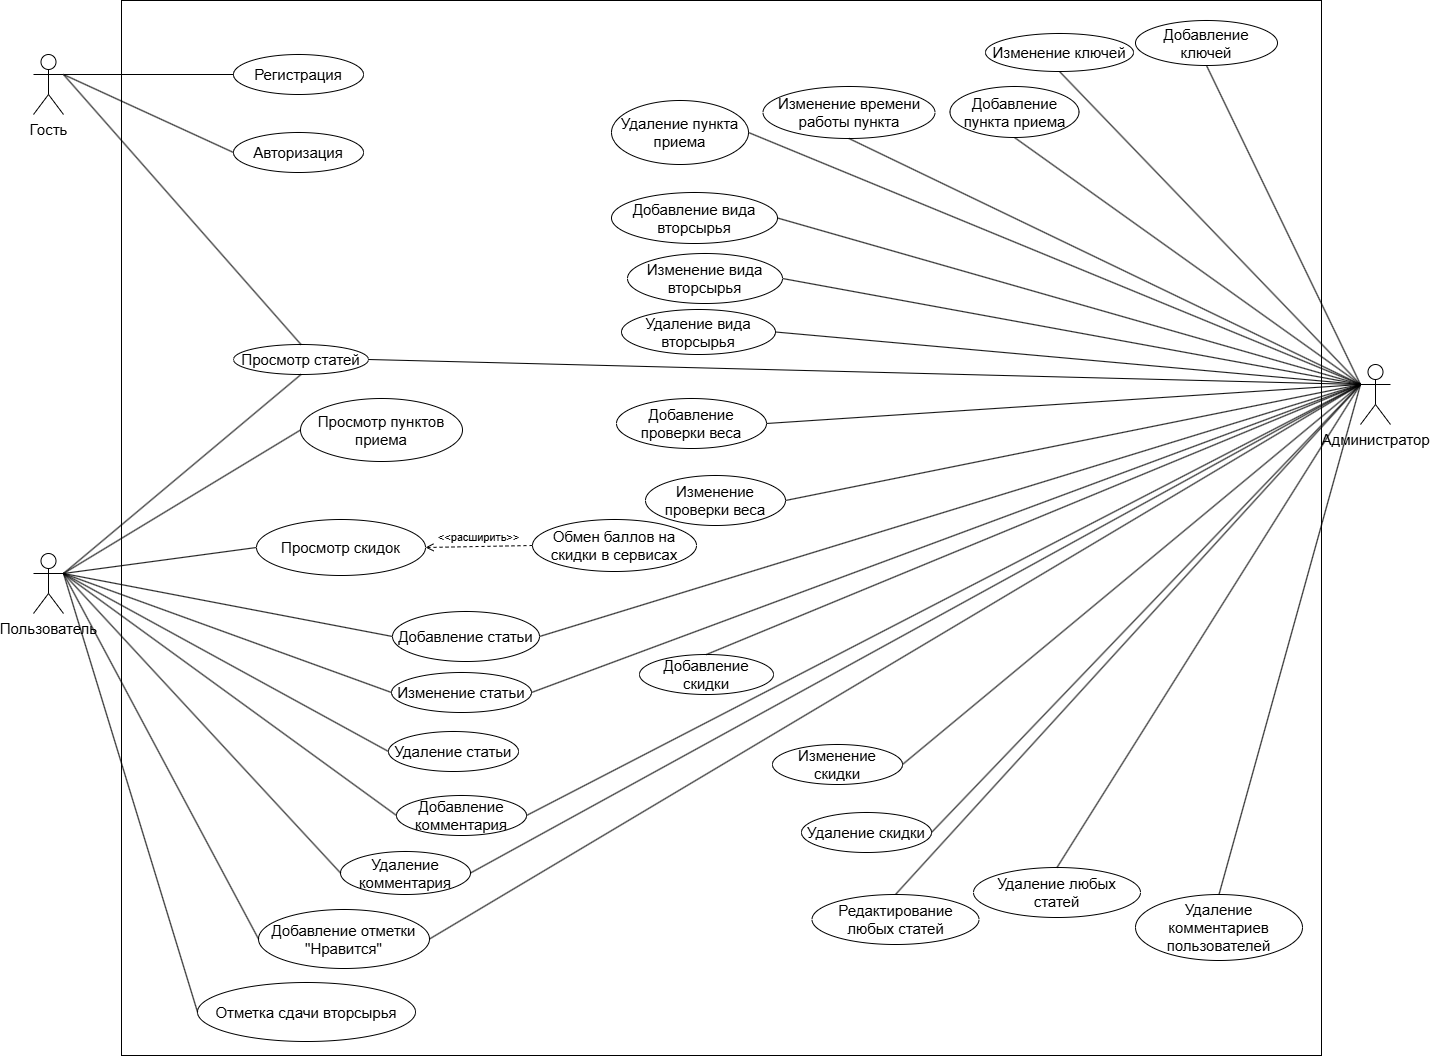 Добавление
ключей
Изменение ключей
Гость
Регистрация
Изменение времени
работы пункта
Добавление
пункта приема
Удаление пункта
приема
Авторизация
Добавление вида
вторсырья
Изменение вида
вторсырья
Удаление вида
вторсырья
Просмотр статей
Администратор
Просмотр пунктов
приема
Добавление
проверки веса
Изменение
проверки веса
Просмотр скидок
<<расширить>>
Обмен баллов на
скидки в сервисах
Пользователь
Добавление статьи
Добавление
скидки
Изменение статьи
Удаление статьи
Изменение
скидки
Добавление
комментария
Удаление скидки
Удаление
комментария
Удаление любых
статей
Редактирование
любых статей
Удаление
комментариев
пользователей
Добавление отметки
"Нравится"
Отметка сдачи вторсырья